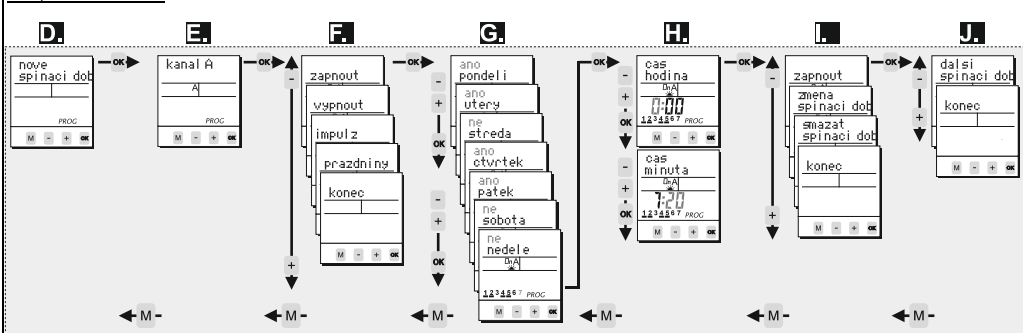 D.
nove
spinaci dob
PROG
M - + OK
OK
E.
kanal A
A
PROG
M - + OK
OK
F.
-
+
zapnout
vypnout
impulz
prazdniny
konec
M - + OK
OK
G.
-
+
OK
-
+
OK
ano
pondeli
ano
utery
ne
streda
ano
ctvrtek
ano
patek
ne
sobota
ne
nedele
On A
1234567 PROG
M - + OK
OK
H.
-
+
OK
cas
hodina
On A
0:00
1234567 PROG
M - + OK
-
+
OK
cas
minuta
On A
7:20
1234567 PROG
M - + OK
OK
I.
-
+
zapnout
zmena
spinaci dob
smazat
spinaci dob
konec
M - + OK
OK
J.
-
+
dalsi
spinaci dob
konec
M - + OK
M -
M -
M -
M -
M -
M -